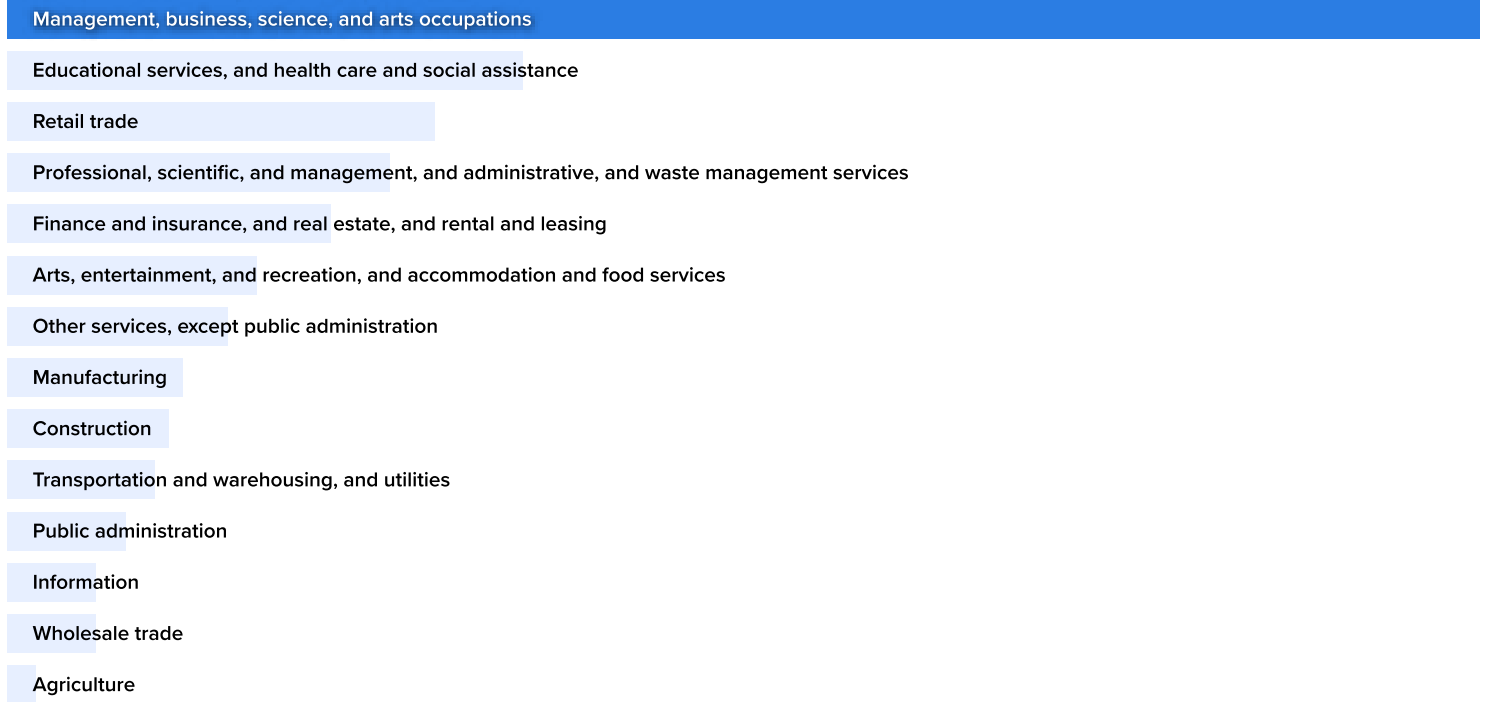 Management, business, science, and arts occupations
Educational services, and health care and social assistance
Retail trade
Professional, scientific, and management, and administrative, and waste management services
Finance and insurance, and real estate, and rental and leasing
Arts, entertainment, and recreation, and accommodation and food services
Other services, except public administration
Manufacturing
Construction
Transportation and warehousing, and utilities
Public administration
Information
Wholesale trade
Agriculture